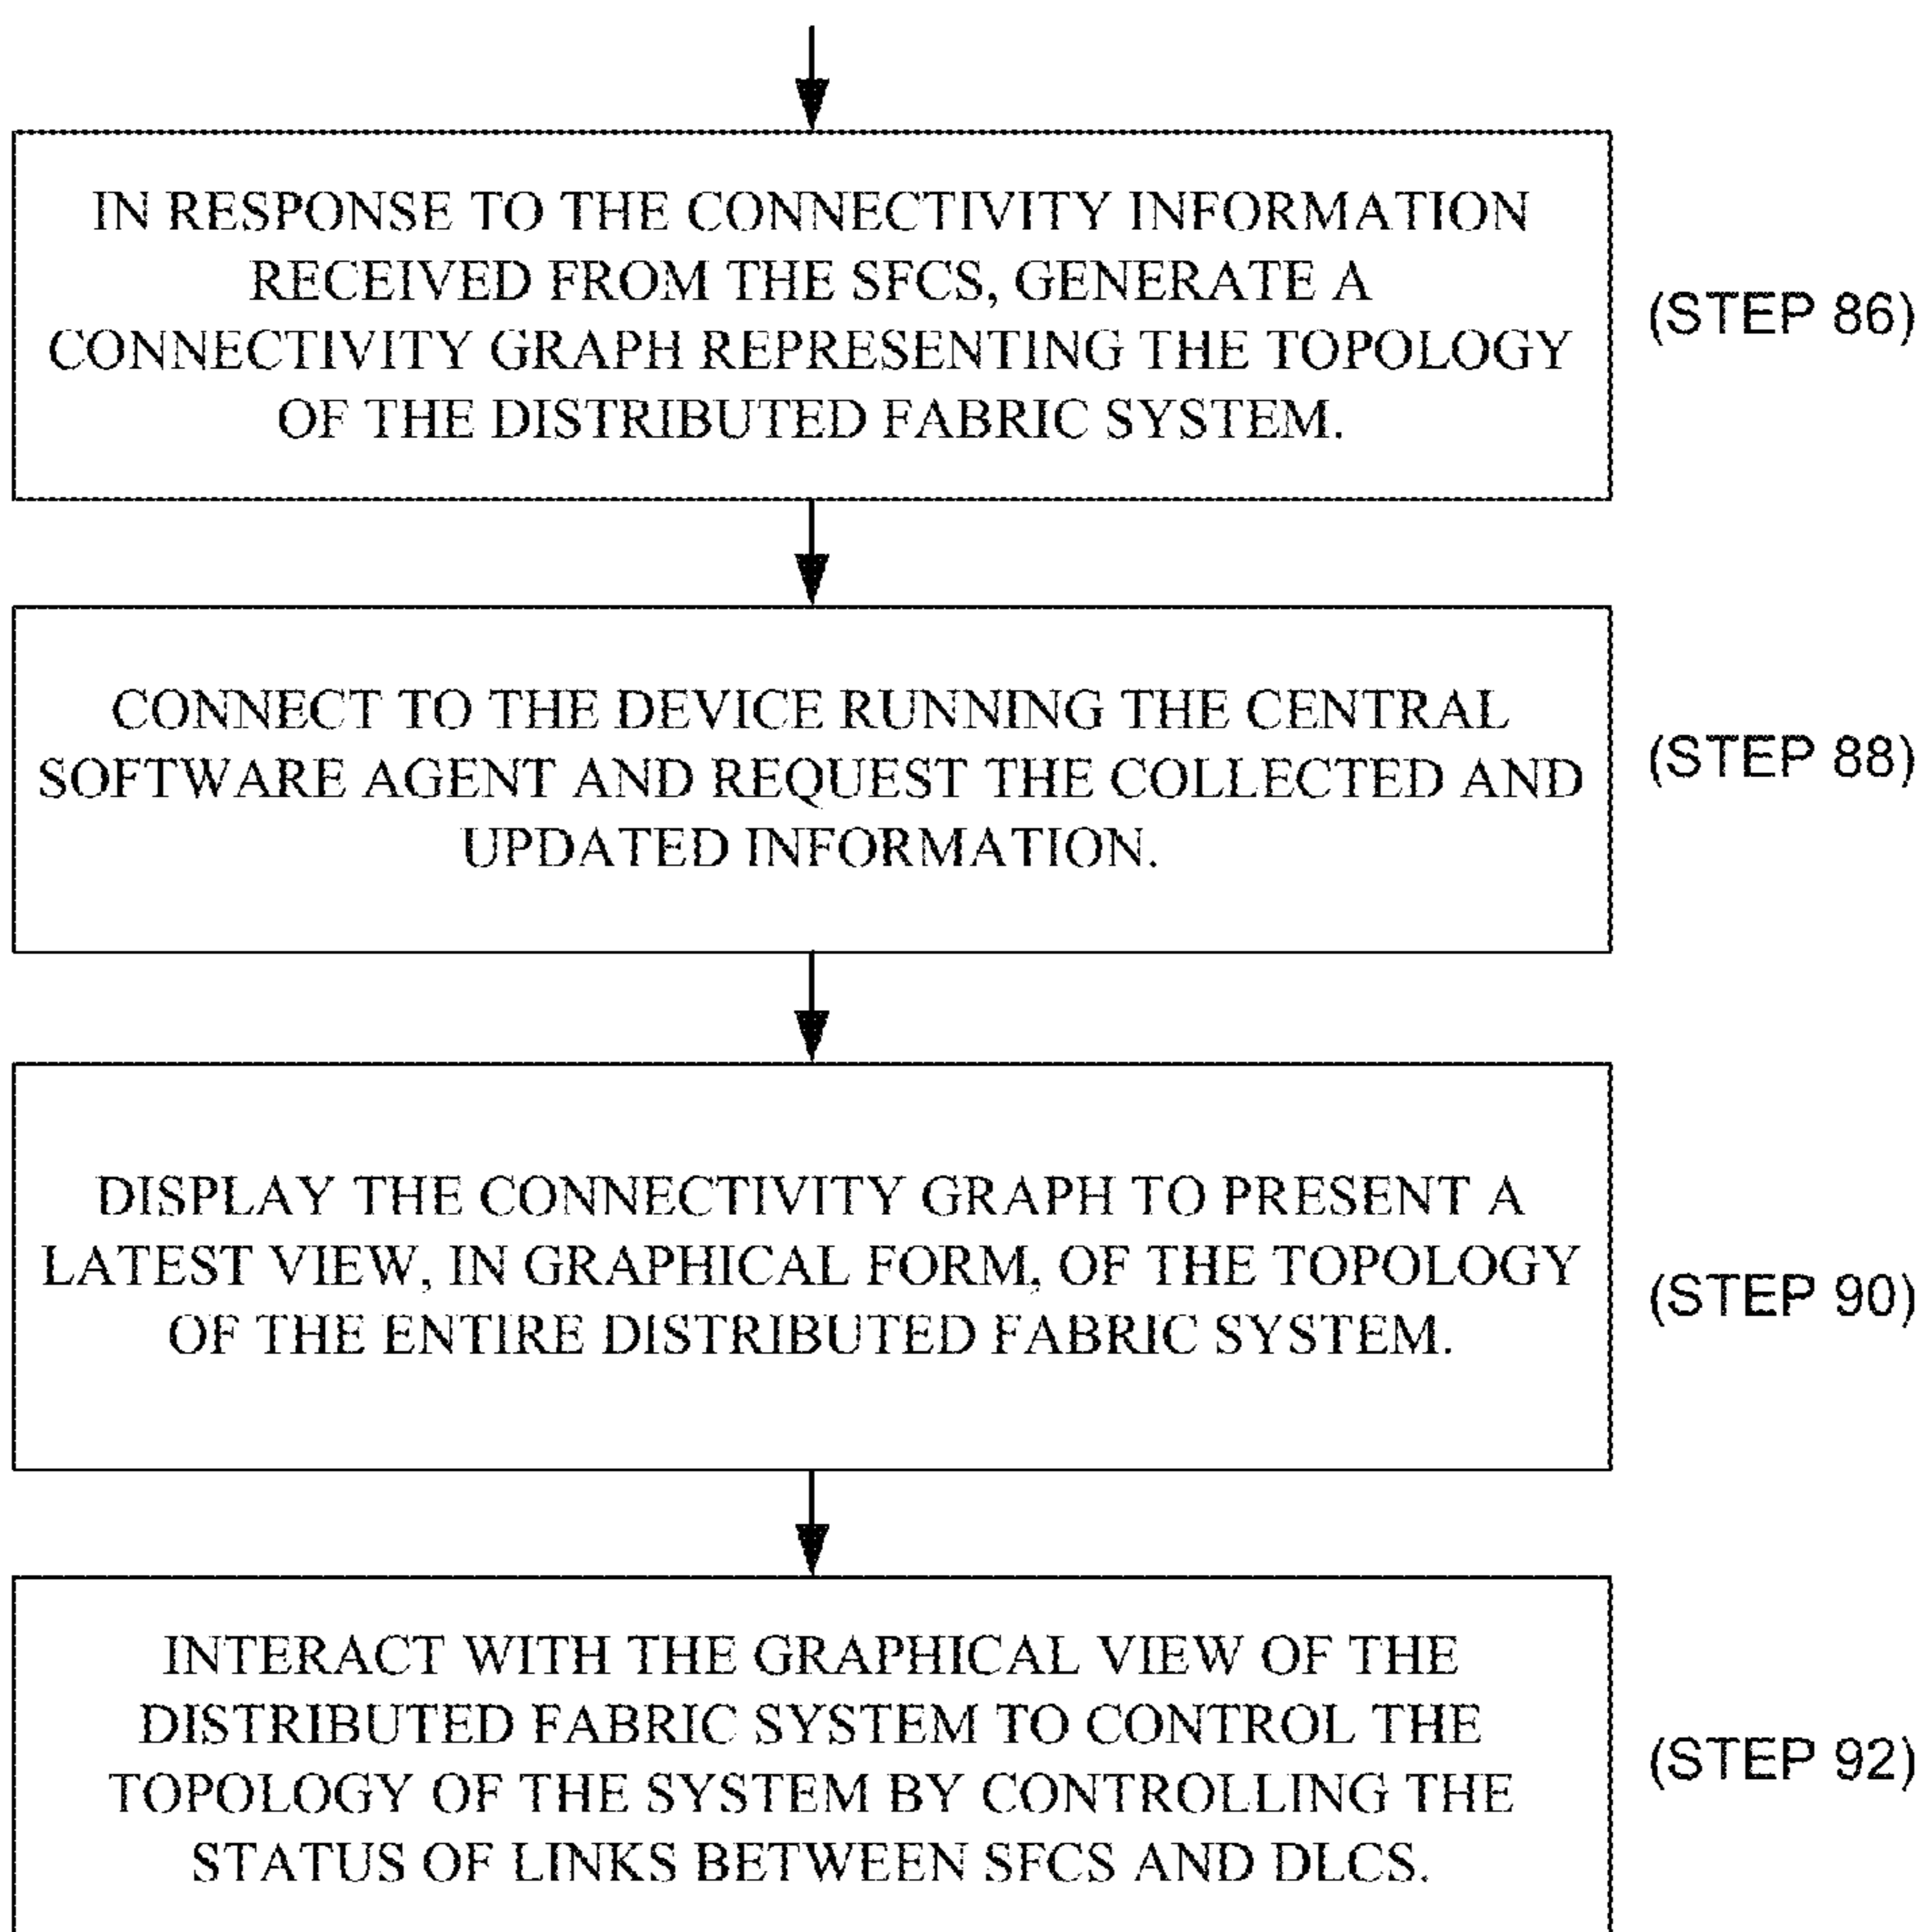 IN RESPONSE TO THE CONNECTIVITY INFORMATION
RECEIVED FROM THE SFCS, GENERATE A
CONNECTIVITY GRAPH REPRESENTING THE TOPOLOGY
OF THE DISTRIBUTED FABRIC SYSTEM.
(STEP 86)
CONNECT TO THE DEVICE RUNNING THE CENTRAL
SOFTWARE AGENT AND REQUEST THE COLLECTED AND
UPDATED INFORMATION.
(STEP 88)
DISPLAY THE CONNECTIVITY GRAPH TO PRESENT A
LATEST VIEW, IN GRAPHICAL FORM, OF THE TOPOLOGY
OF THE ENTIRE DISTRIBUTED FABRIC SYSTEM.
(STEP 90)
INTERACT WITH THE GRAPHICAL VIEW OF THE
DISTRIBUTED FABRIC SYSTEM TO CONTROL THE
TOPOLOGY OF THE SYSTEM BY CONTROLLING THE
STATUS OF LINKS BETWEEN SFCS AND DLCS.
(STEP 92)